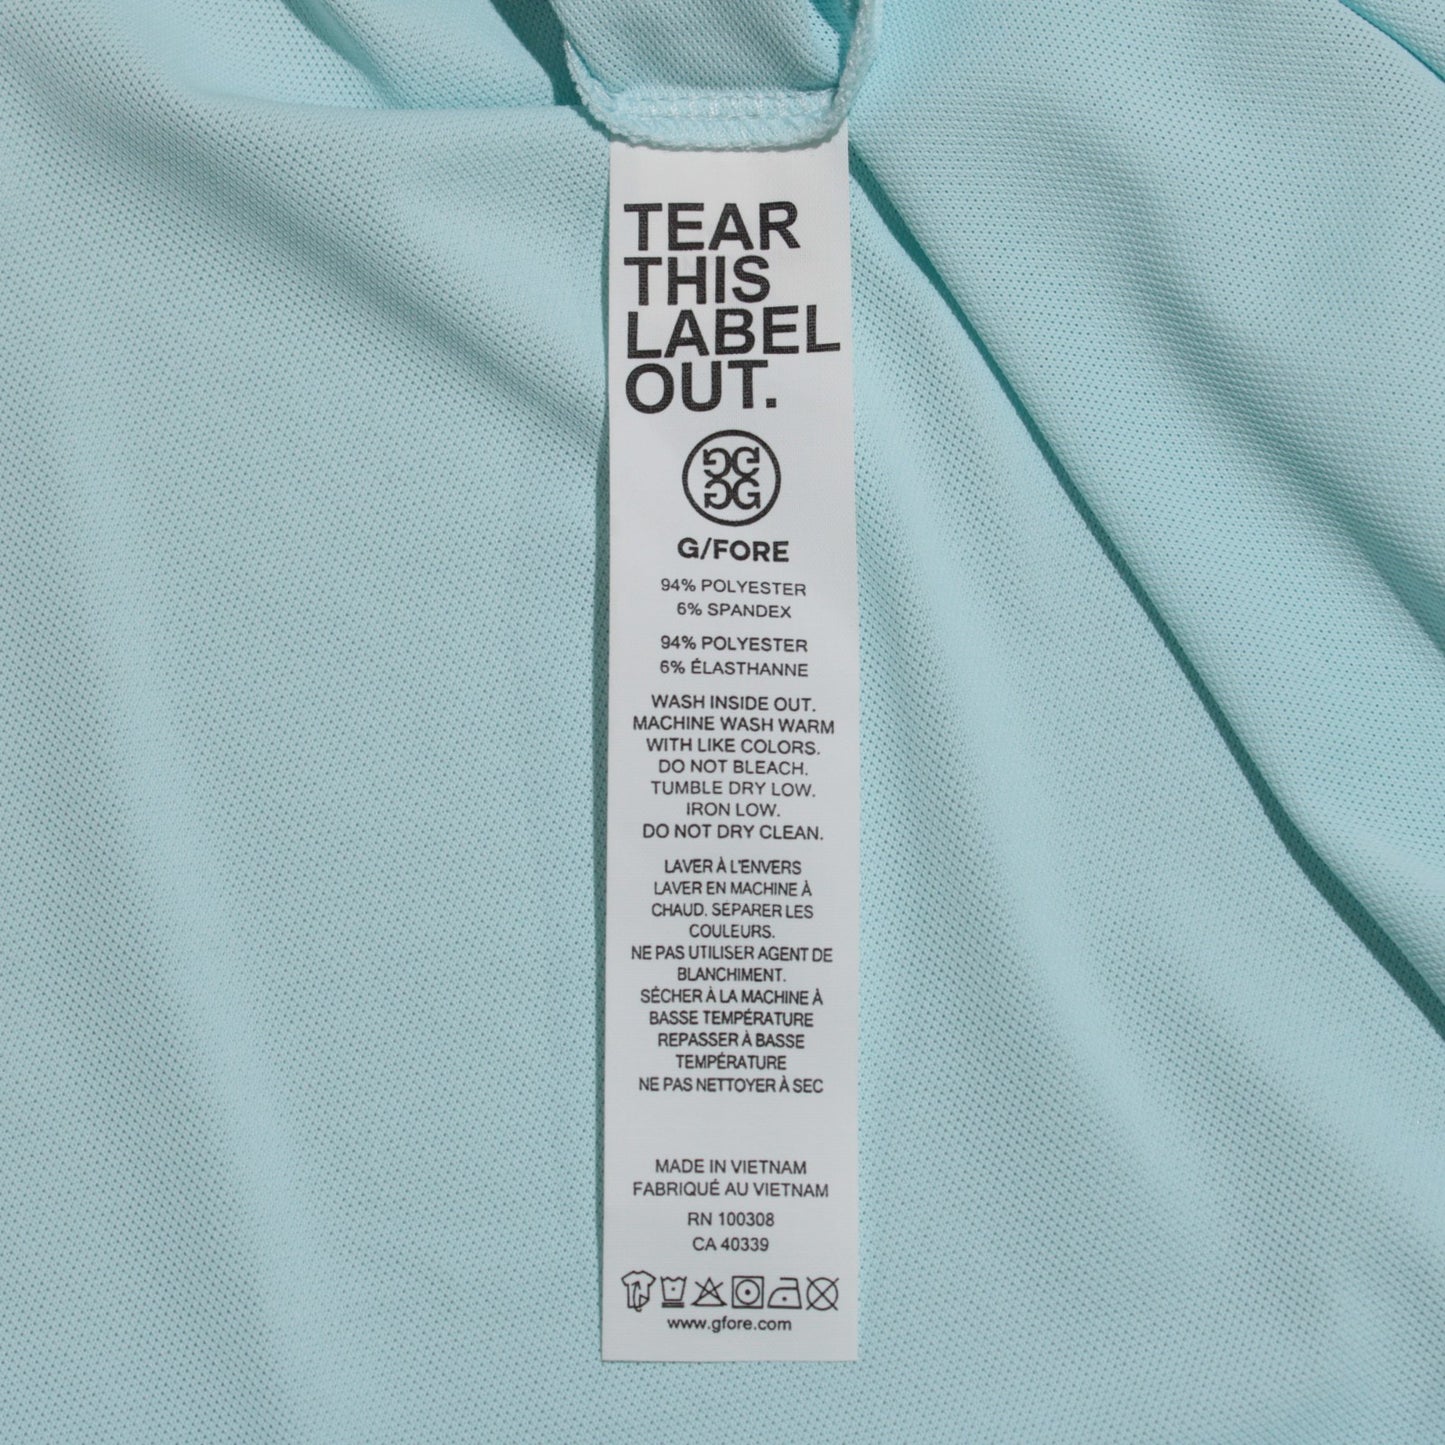 TEAR
THIS
LABEL
OUT.
G/FORE
94% POLYESTER
6% SPANDEX
94% POLYESTER
6% ÉLASTHANNE
WASH INSIDE OUT.
MACHINE WASH WARM
WITH LIKE COLORS.
DO NOT BLEACH.
TUMBLE DRY LOW.
IRON LOW.
DO NOT DRY CLEAN.
LAVER À L'ENVERS
LAVER EN MACHINE À
CHAUD. SÉPARER LES
COULEURS.
NE PAS UTILISER AGENT DE
BLANCHIMENT.
SÉCHER À LA MACHINE À
BASSE TEMPÉRATURE
REPASSER À BASSE
TEMPÉRATURE
NE PAS NETTOYER À SEC
MADE IN VIETNAM
FABRIQUÉ AU VIETNAM
RN 100308
CA 40339
www.gfore.com